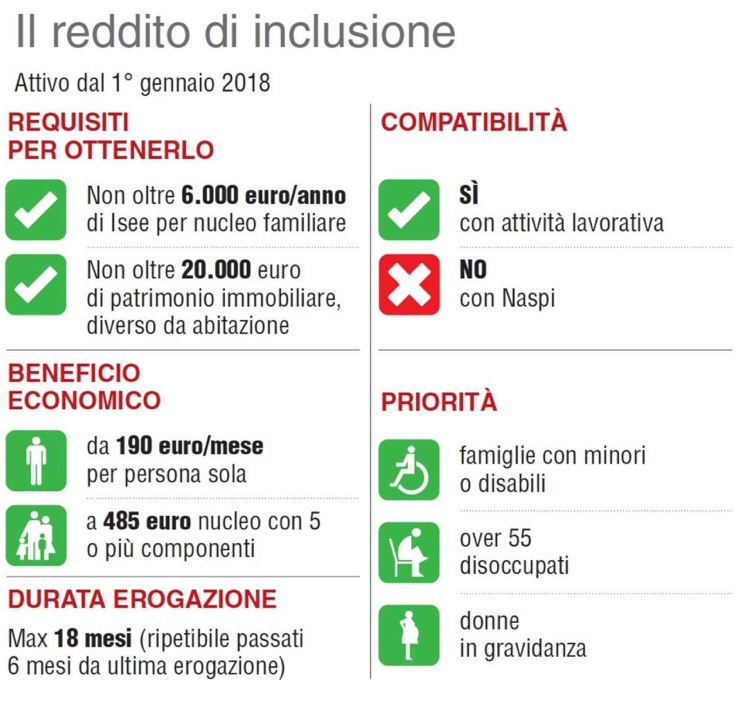 Il reddito di inclusione
Attivo dal 1° gennaio 2018
REQUISITI
PER OTTENERLO
Non oltre 6.000 euro/anno
di Isee per nucleo familiare
Non oltre 20.000 euro
di patrimonio immobiliare,
diverso da abitazione
BENEFICIO
ECONOMICO
da 190 euro/mese
per persona sola
a 485 euro nucleo con 5
o più componenti
DURATA EROGAZIONE
Max 18 mesi (ripetibile passati
6 mesi da ultima erogazione)
COMPATIBILITÀ
SÌ
con attività lavorativa
NO
con Naspi
PRIORITÀ
famiglie con minori
o disabili
over 55
disoccupati
donne
in gravidanza